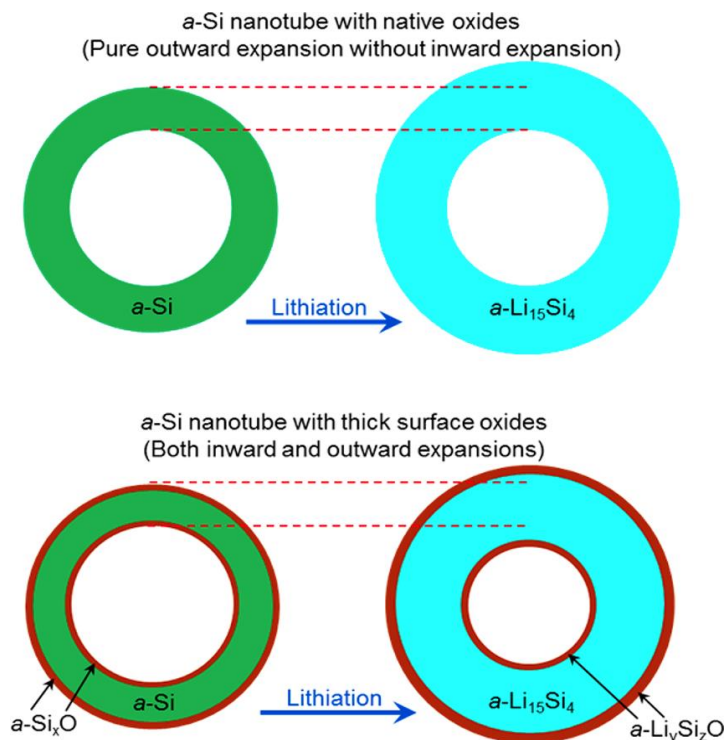 a-Si nanotube with native oxides
(Pure outward expansion without inward expansion)
a-Si
Lithiation
a-Li₁₅Si₄
a-Si nanotube with thick surface oxides
(Both inward and outward expansions)
a-SiₓO
a-Si
Lithiation
a-Li₁₅Si₄
a-LiᵧSi_zO